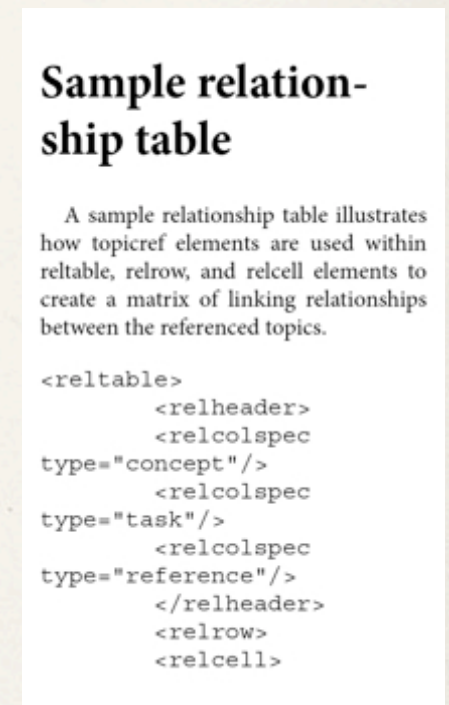 Sample relation-
ship table
A sample relationship table illustrates
how topicref elements are used within
reltable, relrow, and relcell elements to
create a matrix of linking relationships
between the referenced topics.
<reltable>
<relheader>
<relcolspec
type="concept"/>
<relcolspec
type="task"/>
<relcolspec
type="reference"/>
</relheader>
<relrow>
<relcell>